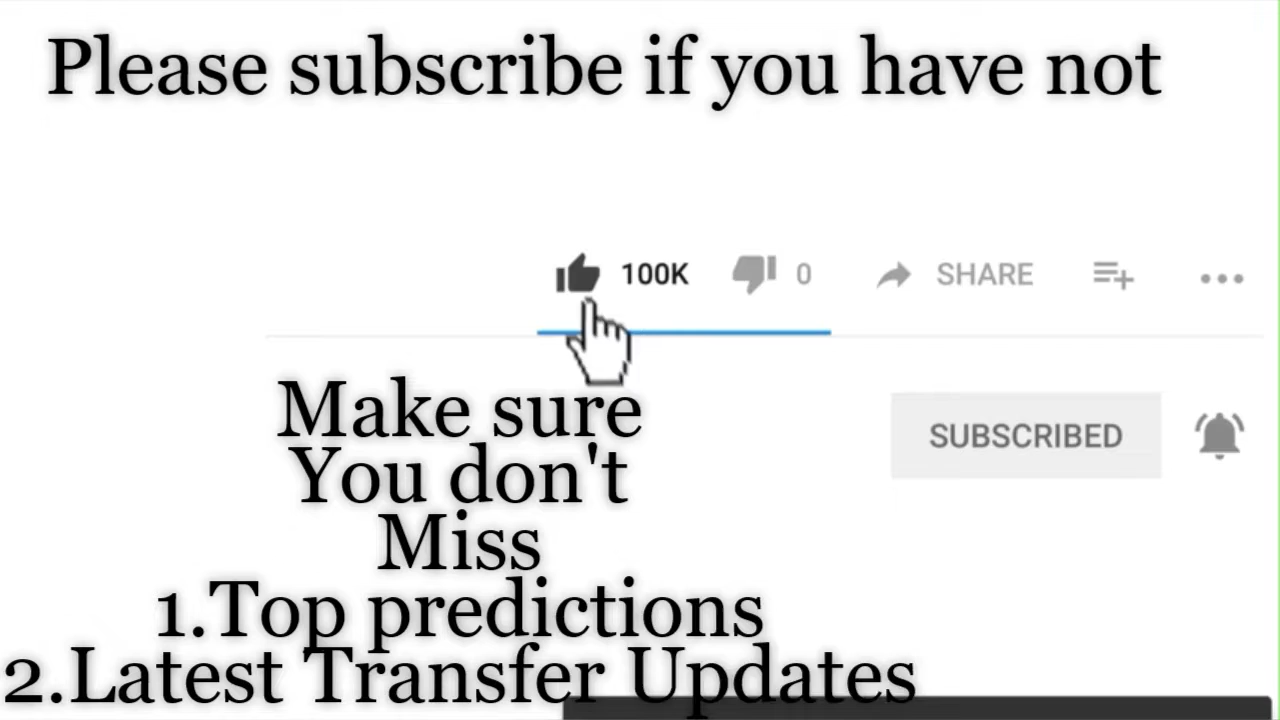 Please subscribe if you have not
100K 0 SHARE
Make sure
SUBSCRIBED
You don't
Miss
1.Top predictions
2.Latest Transfer Updates